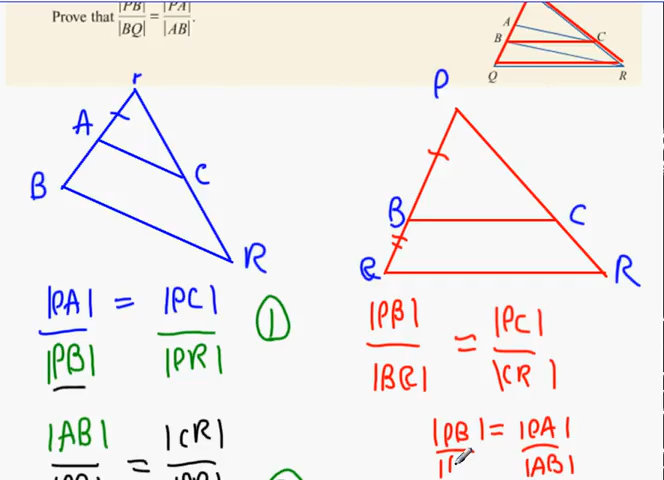 Prove that |PB| / |BQ| = |PA| / |AB|.
A
B
C
Q
R
A
B
C
R
P
B
C
Q
R
|PA| / |PB| = |PC| / |PR| ①
|AB| = |CR|
|PB| / |BQ| = |PC| / |CR|
|PB| = |PA| / |AB|